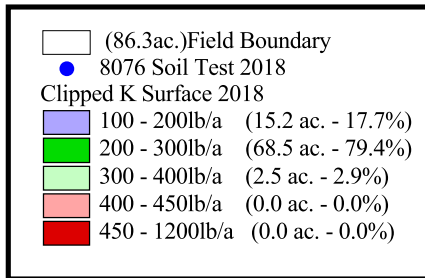 (86.3ac.)Field Boundary
8076 Soil Test 2018
Clipped K Surface 2018
100 - 200lb/a (15.2 ac. - 17.7%)
200 - 300lb/a (68.5 ac. - 79.4%)
300 - 400lb/a (2.5 ac. - 2.9%)
400 - 450lb/a (0.0 ac. - 0.0%)
450 - 1200lb/a (0.0 ac. - 0.0%)